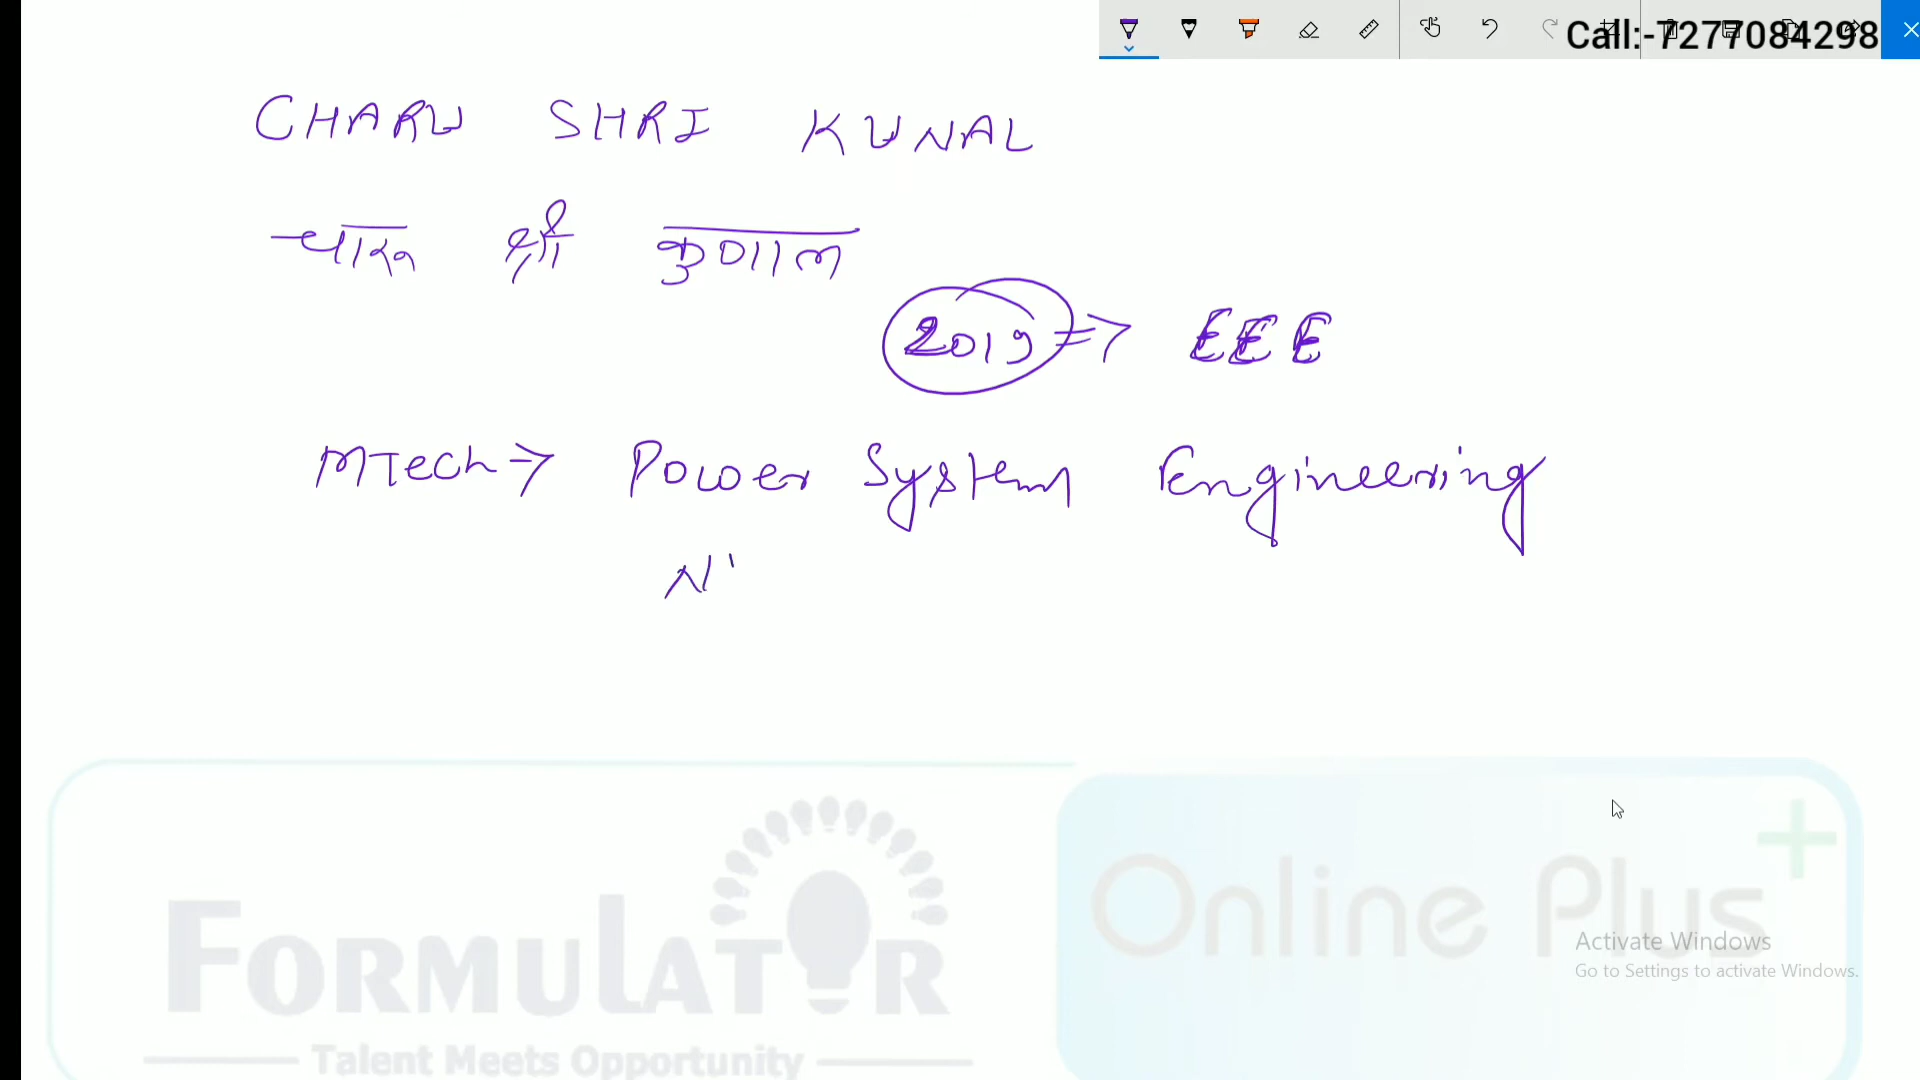 Call:-7277084298
CHARU SHRI KUNAL
चारू श्री कुणाल
2019 => EEE
MTech => Power System Engineering
N'
FORMULATOR
Talent Meets Opportunity
Online Plus+
Activate Windows
Go to Settings to activate Windows.